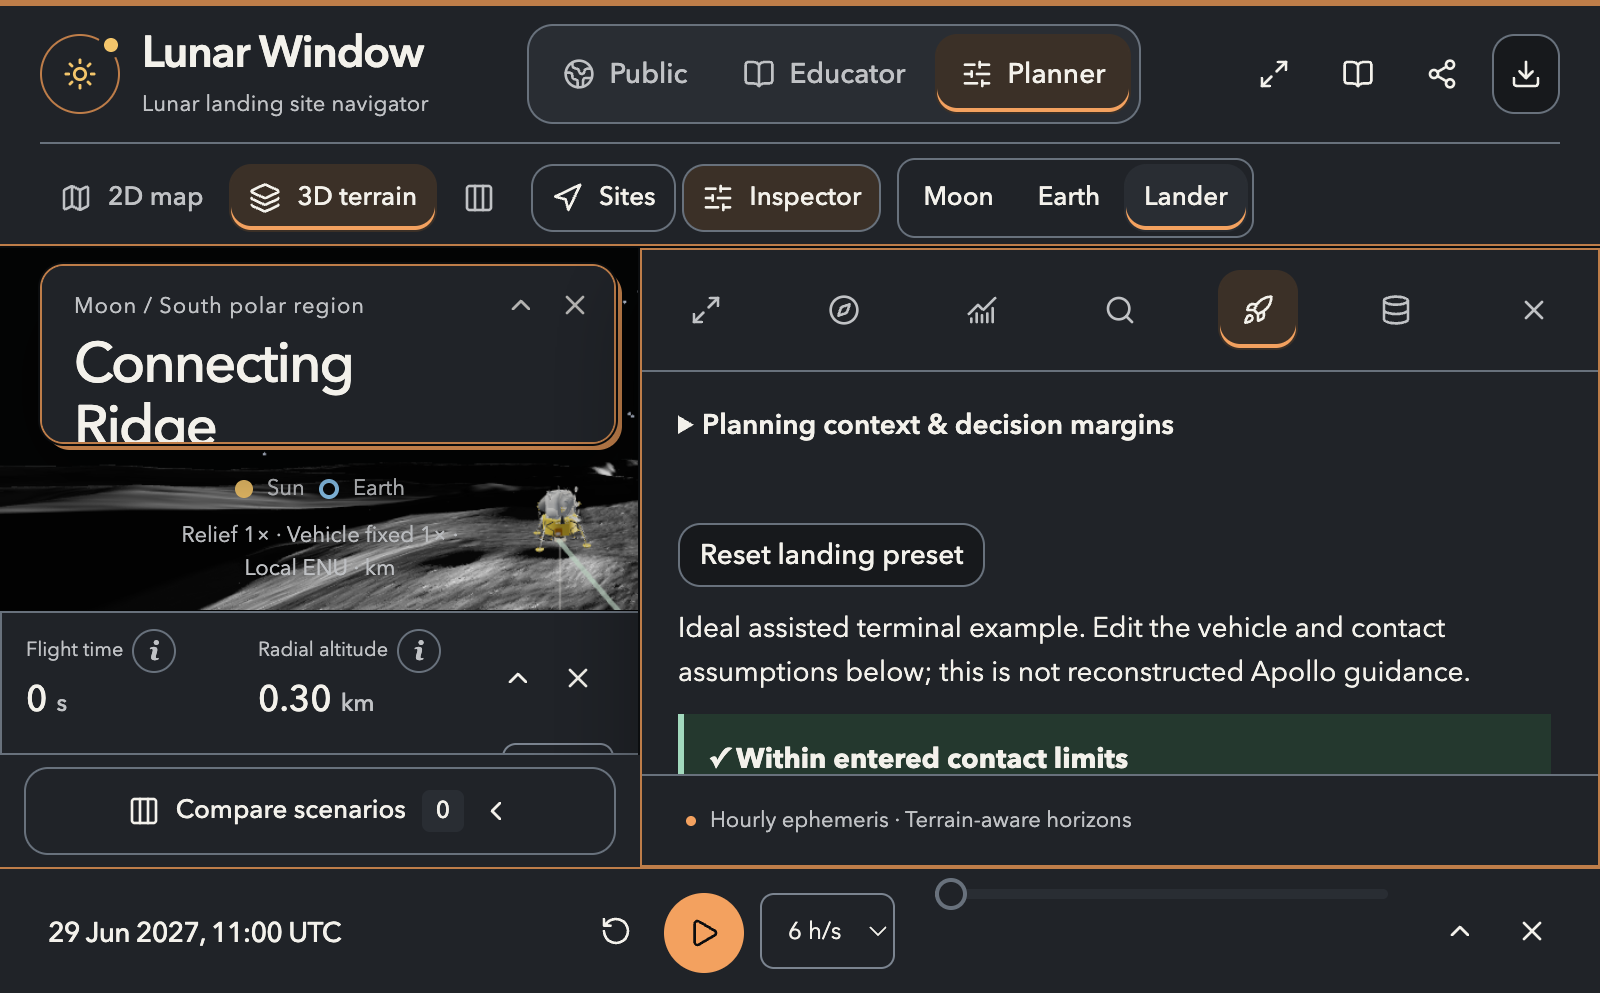 Lunar Window
Lunar landing site navigator
Public
Educator
Planner
2D map
3D terrain
Sites
Inspector
Moon
Earth
Lander
Moon / South polar region
Connecting
Ridge
Sun
Earth
Relief 1× · Vehicle fixed 1× ·
Local ENU · km
Flight time
0 s
Radial altitude
0.30 km
Compare scenarios 0
Planning context & decision margins
Reset landing preset
Ideal assisted terminal example. Edit the vehicle and contact
assumptions below; this is not reconstructed Apollo guidance.
✓ Within entered contact limits
Hourly ephemeris · Terrain-aware horizons
29 Jun 2027, 11:00 UTC
6 h/s